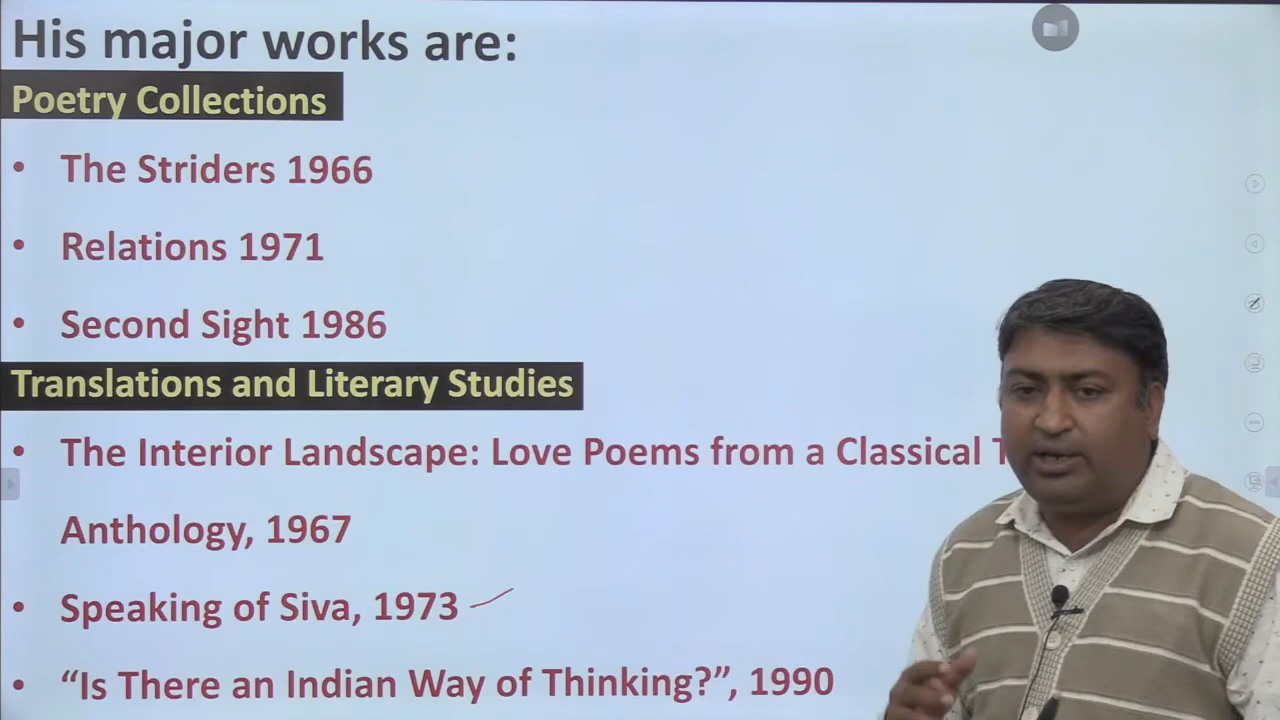 His major works are:
Poetry Collections
• The Striders 1966
• Relations 1971
• Second Sight 1986
Translations and Literary Studies
• The Interior Landscape: Love Poems from a Classical
Anthology, 1967
• Speaking of Siva, 1973
• “Is There an Indian Way of Thinking?”, 1990